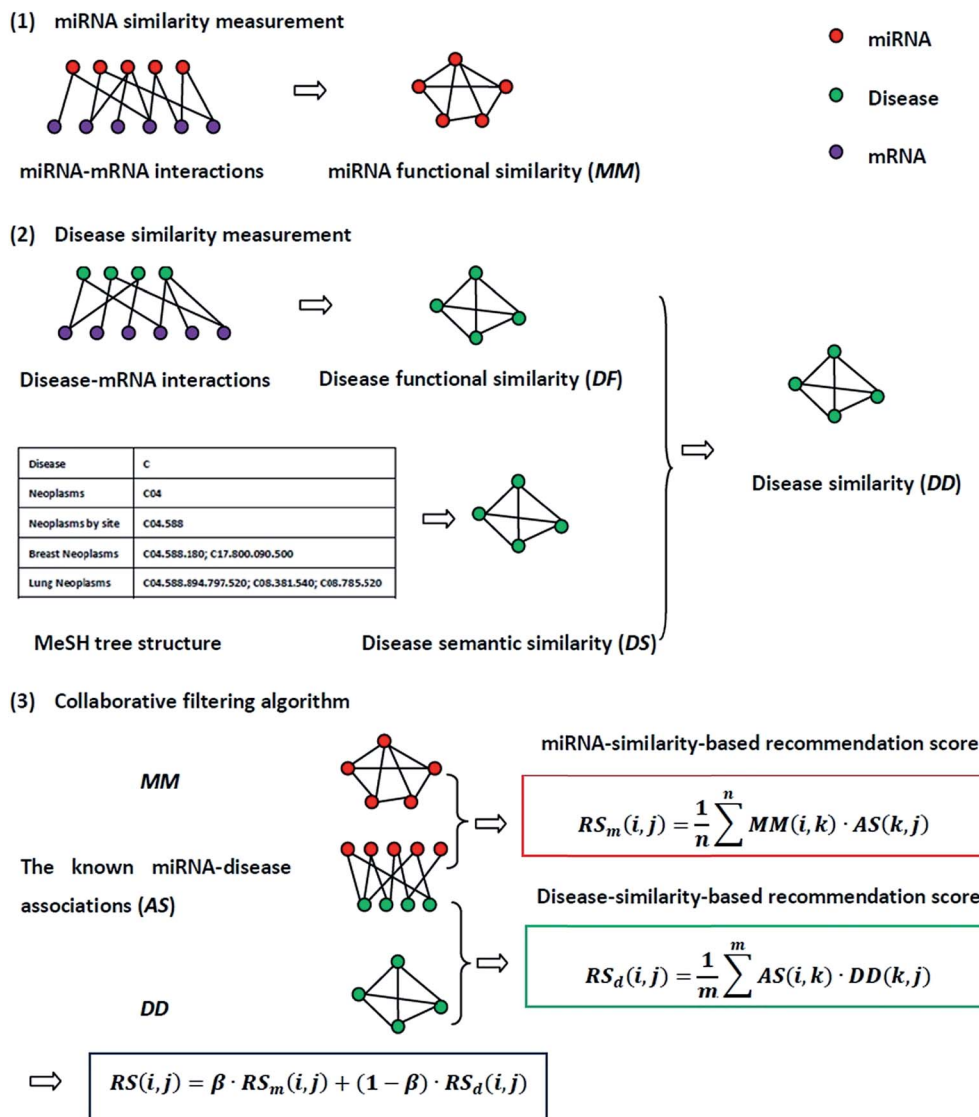 (1) miRNA similarity measurement
miRNA
Disease
mRNA
miRNA-mRNA interactions
miRNA functional similarity (MM)
(2) Disease similarity measurement
Disease-mRNA interactions
Disease functional similarity (DF)
Disease C
Neoplasms C04
Neoplasms by site C04.588
Breast Neoplasms C04.588.180; C17.800.090.500
Lung Neoplasms C04.588.894.797.520; C08.381.540; C08.785.520
Disease similarity (DD)
MeSH tree structure
Disease semantic similarity (DS)
(3) Collaborative filtering algorithm
miRNA-similarity-based recommendation score
MM
RS_m(i,j) = \frac{1}{n} \sum^{n} MM(i,k) · AS(k,j)
The known miRNA-disease
associations (AS)
Disease-similarity-based recommendation score
RS_d(i,j) = \frac{1}{m} \sum^{m} AS(i,k) · DD(k,j)
DD
RS(i,j) = β · RS_m(i,j) + (1 − β) · RS_d(i,j)